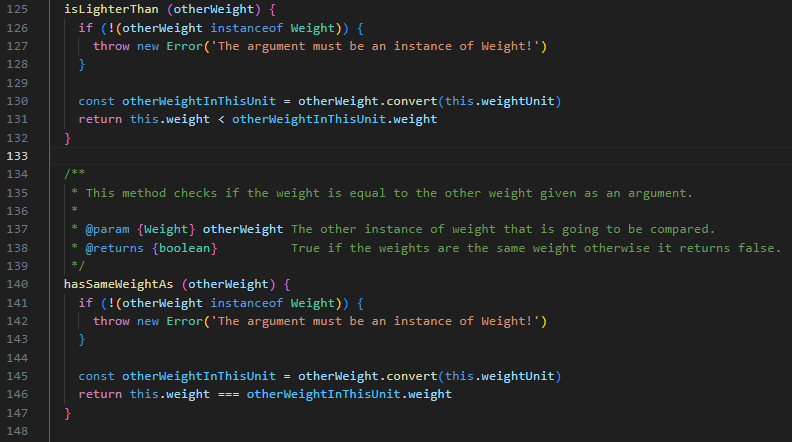 125 isLighterThan (otherWeight) {
126 if (!(otherWeight instanceof Weight)) {
127 throw new Error('The argument must be an instance of Weight!')
128 }
129
130 const otherWeightInThisUnit = otherWeight.convert(this.weightUnit)
131 return this.weight < otherWeightInThisUnit.weight
132 }
133
134 /**
135 * This method checks if the weight is equal to the other weight given as an argument.
136 *
137 * @param {Weight} otherWeight The other instance of weight that is going to be compared.
138 * @returns {boolean} True if the weights are the same weight otherwise it returns false.
139 */
140 hasSameWeightAs (otherWeight) {
141 if (!(otherWeight instanceof Weight)) {
142 throw new Error('The argument must be an instance of Weight!')
143 }
144
145 const otherWeightInThisUnit = otherWeight.convert(this.weightUnit)
146 return this.weight === otherWeightInThisUnit.weight
147 }
148